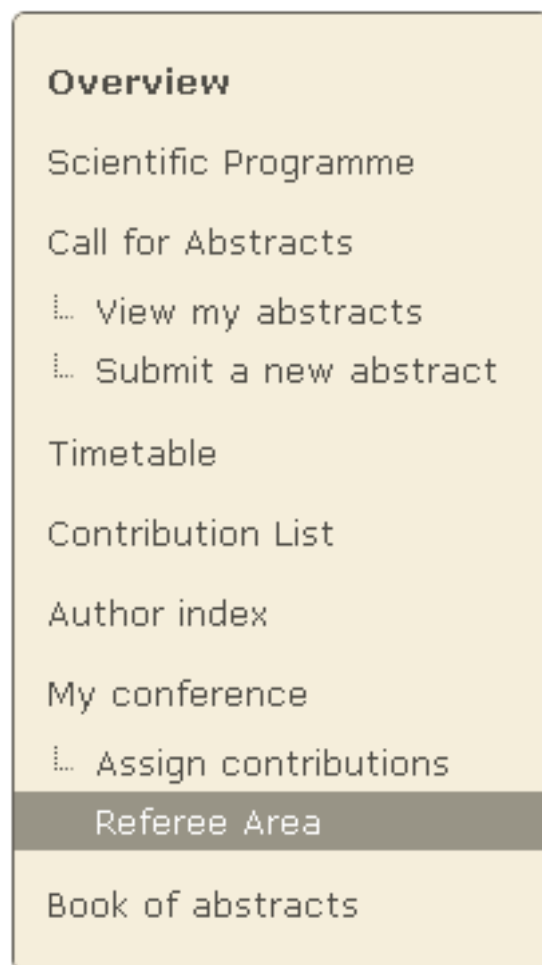 Overview
Scientific Programme
Call for Abstracts
View my abstracts
Submit a new abstract
Timetable
Contribution List
Author index
My conference
Assign contributions
Referee Area
Book of abstracts